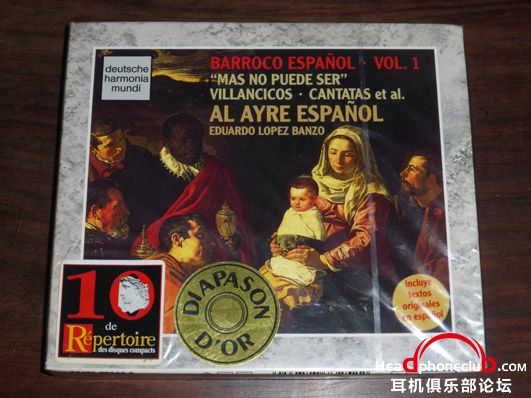 deutsche
harmonia
mundi
BARROCO ESPAÑOL · VOL. 1
"MAS NO PUEDE SER"
VILLANCICOS · CANTATAS et al.
AL AYRE ESPAÑOL
EDUARDO LOPEZ BANZO
10
de
Répertoire
des disques compacts
DIAPASON
D'OR
Incluye
textos
originales
en español
Headphoneclub.com
耳机俱乐部论坛